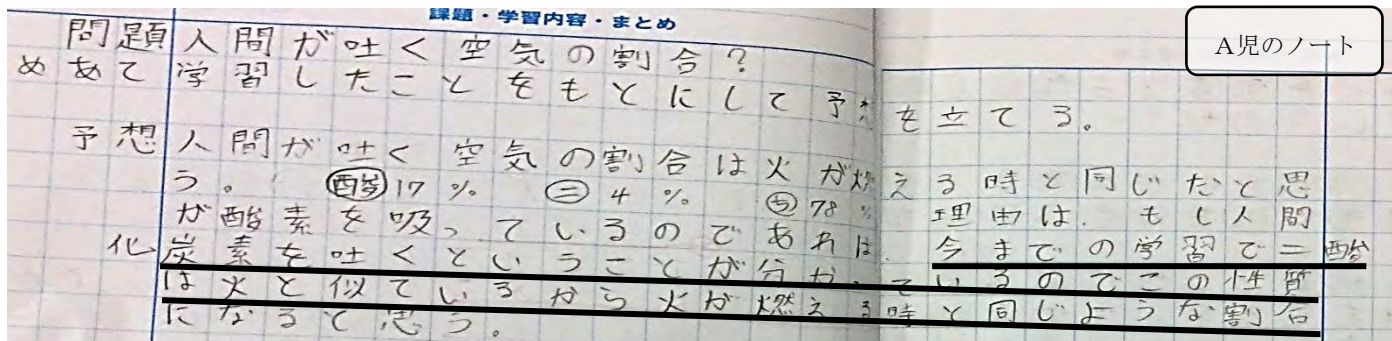 課題・学習内容・まとめ
A児のノート
問題 人間が吐く空気の割合？
めあて 学習したことをもとにして予想を立てる。
予想 人間が吐く空気の割合は火が燃える時と同じだと思
う。 酸17% 二4% ち78% 理由は、もし人間
が酸素を吸っているのであれば、今までの学習で二酸
化炭素を吐くということが分かっているのでこの性質
は火と似ているから火が燃える時と同じような割合
になると思う。